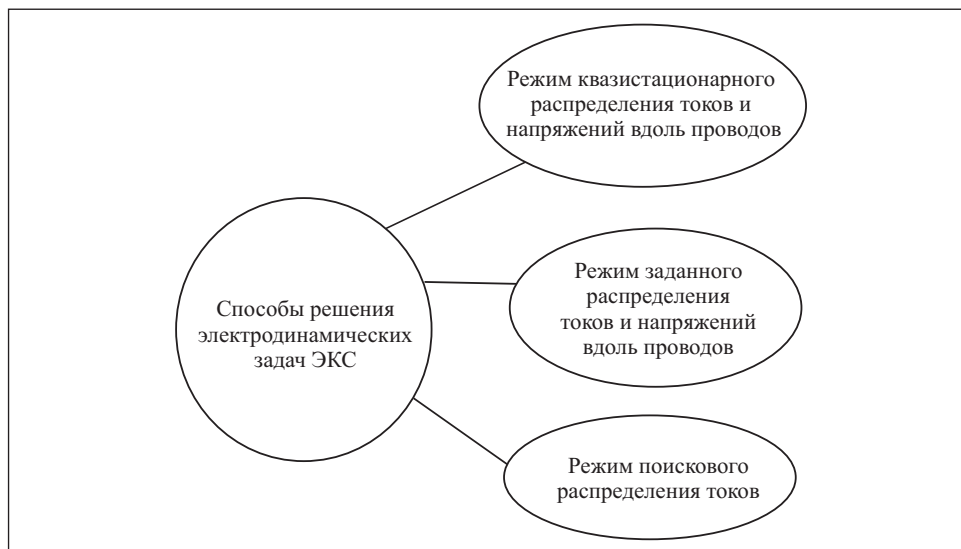 Режим квазистационарного
распределения токов и
напряжений вдоль проводов
Способы решения
электродинамических
задач ЭКС
Режим заданного
распределения
токов и напряжений
вдоль проводов
Режим поискового
распределения токов